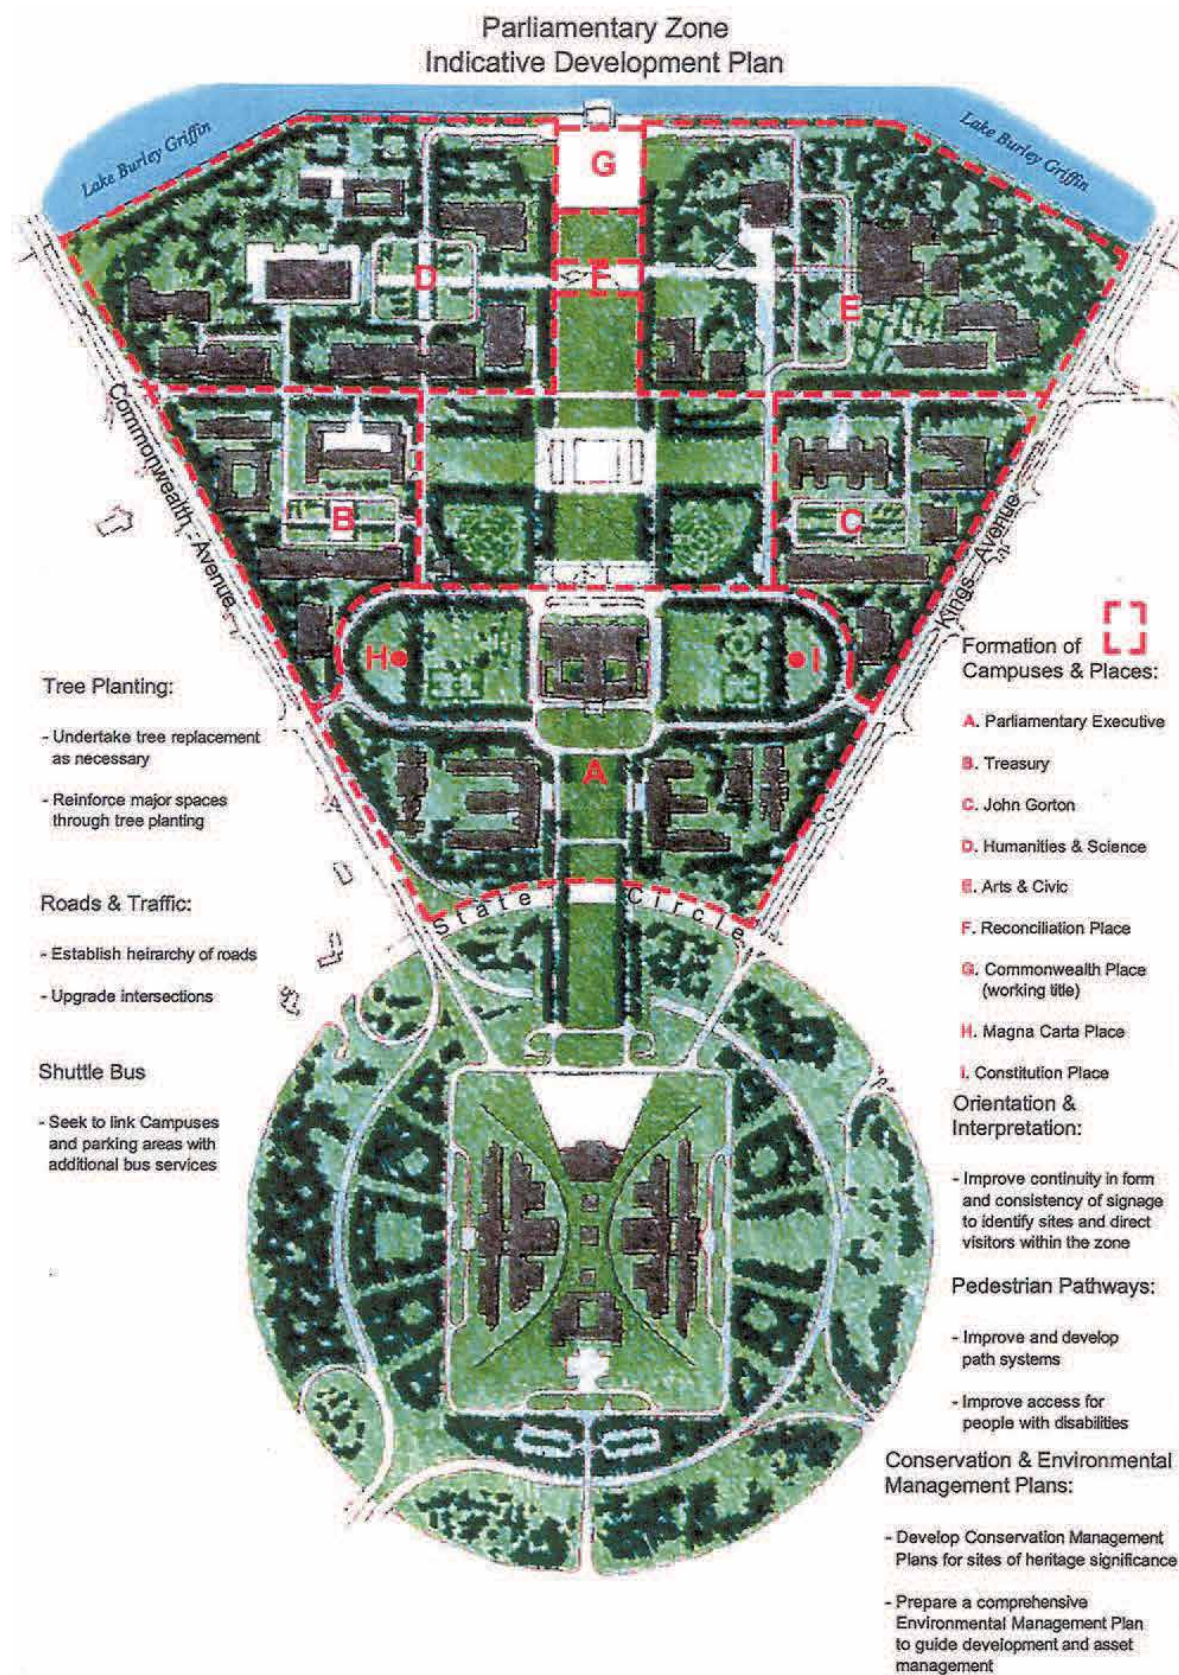 Parliamentary Zone
Indicative Development Plan
Lake Burley Griffin
Lake Burley Griffin
G
D
F
E
Commonwealth - Avenue
B
C
Kings Avenue
H
I
A
State Circle
Tree Planting:
- Undertake tree replacement
as necessary
- Reinforce major spaces
through tree planting
Roads & Traffic:
- Establish heirarchy of roads
- Upgrade intersections
Shuttle Bus
- Seek to link Campuses
and parking areas with
additional bus services
Formation of
Campuses & Places:
A. Parliamentary Executive
B. Treasury
C. John Gorton
D. Humanities & Science
E. Arts & Civic
F. Reconciliation Place
G. Commonwealth Place
(working title)
H. Magna Carta Place
I. Constitution Place
Orientation &
Interpretation:
- Improve continuity in form
and consistency of signage
to identify sites and direct
visitors within the zone
Pedestrian Pathways:
- Improve and develop
path systems
- Improve access for
people with disabilities
Conservation & Environmental
Management Plans:
- Develop Conservation Management
Plans for sites of heritage significance
- Prepare a comprehensive
Environmental Management Plan
to guide development and asset
management